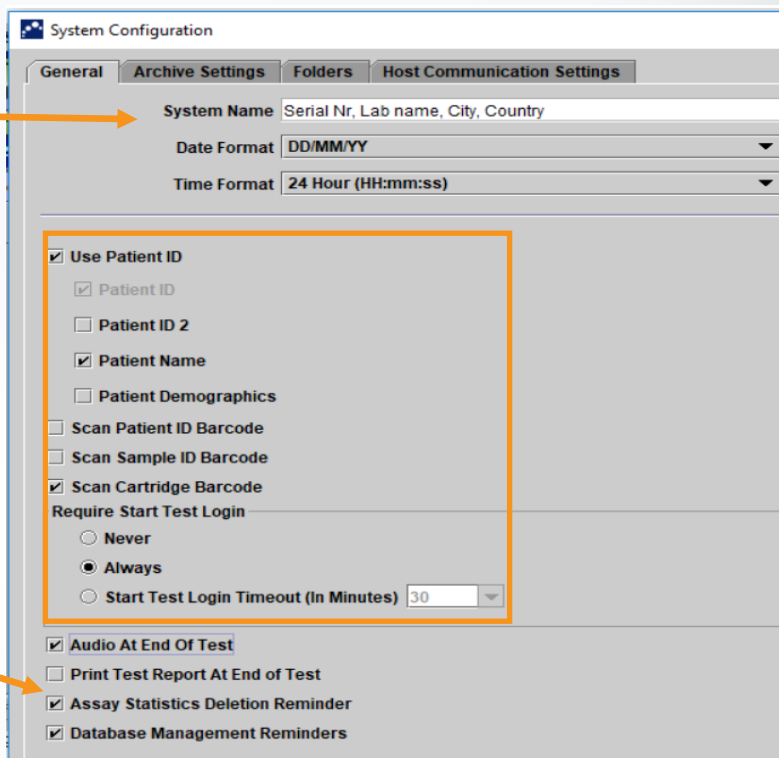 System Configuration
General Archive Settings Folders Host Communication Settings
System Name Serial Nr, Lab name, City, Country
Date Format DD/MM/YY
Time Format 24 Hour (HH:mm:ss)
Use Patient ID
Patient ID
Patient ID 2
Patient Name
Patient Demographics
Scan Patient ID Barcode
Scan Sample ID Barcode
Scan Cartridge Barcode
Require Start Test Login
Never
Always
Start Test Login Timeout (In Minutes) 30
Audio At End Of Test
Print Test Report At End of Test
Assay Statistics Deletion Reminder
Database Management Reminders